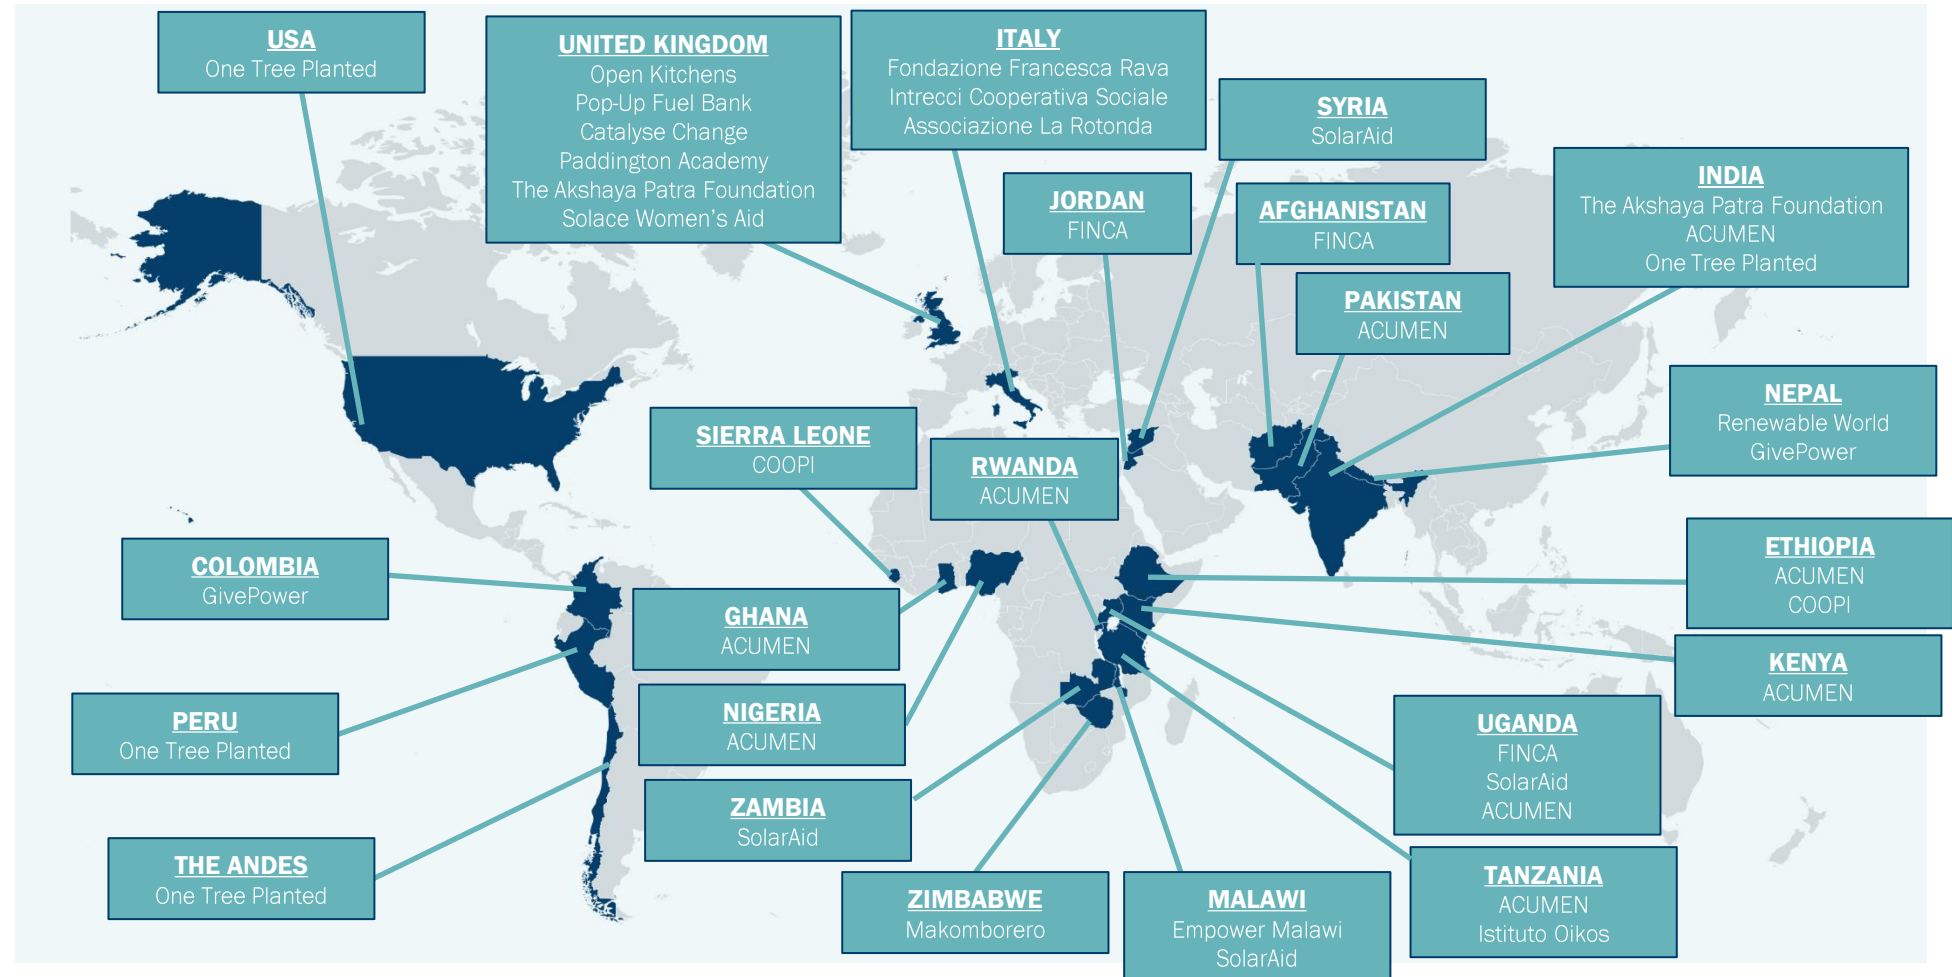 USA
One Tree Planted
UNITED KINGDOM
Open Kitchens
Pop-Up Fuel Bank
Catalyse Change
Paddington Academy
The Akshaya Patra Foundation
Solace Women's Aid
ITALY
Fondazione Francesca Rava
Intrecci Cooperativa Sociale
Associazione La Rotonda
SYRIA
SolarAid
JORDAN
FINCA
AFGHANISTAN
FINCA
INDIA
The Akshaya Patra Foundation
ACUMEN
One Tree Planted
PAKISTAN
ACUMEN
NEPAL
Renewable World
GivePower
SIERRA LEONE
COOPI
RWANDA
ACUMEN
ETHIOPIA
ACUMEN
COOPI
COLOMBIA
GivePower
GHANA
ACUMEN
KENYA
ACUMEN
PERU
One Tree Planted
NIGERIA
ACUMEN
UGANDA
FINCA
SolarAid
ACUMEN
ZAMBIA
SolarAid
THE ANDES
One Tree Planted
ZIMBABWE
Makomborero
MALAWI
Empower Malawi
SolarAid
TANZANIA
ACUMEN
Istituto Oikos